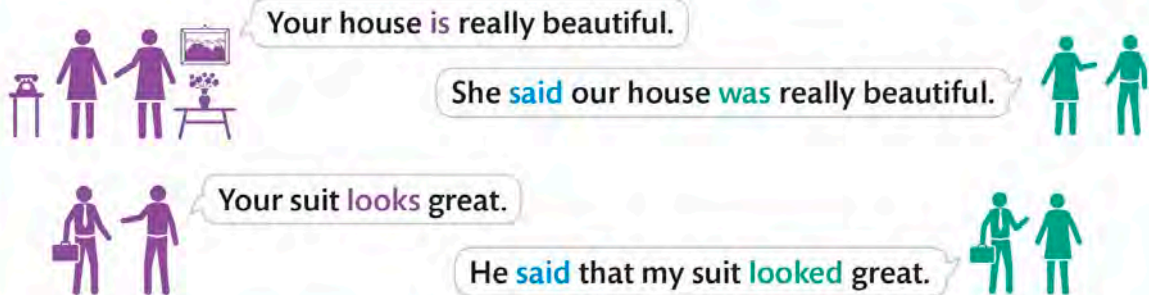 Your house is really beautiful.
She said our house was really beautiful.
Your suit looks great.
He said that my suit looked great.